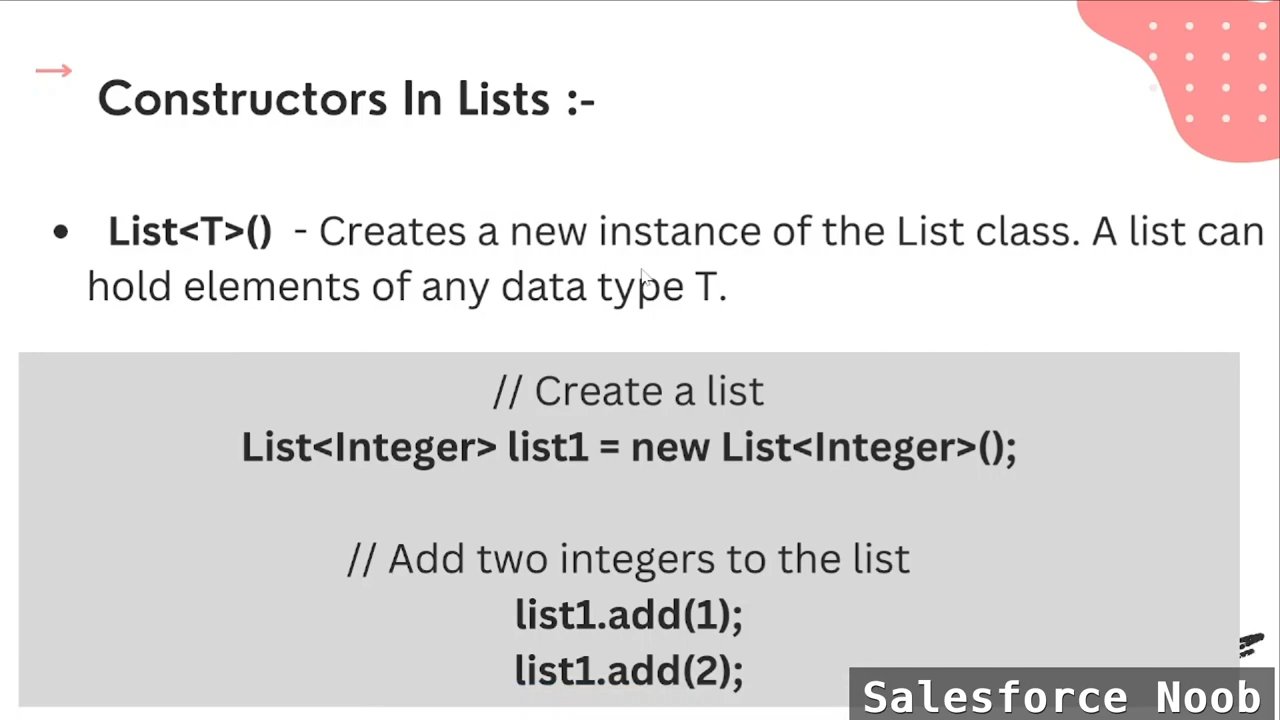 Constructors In Lists :-
List<T>() - Creates a new instance of the List class. A list can
hold elements of any data type T.
// Create a list
List<Integer> list1 = new List<Integer>();
// Add two integers to the list
list1.add(1);
list1.add(2);
Salesforce Noob